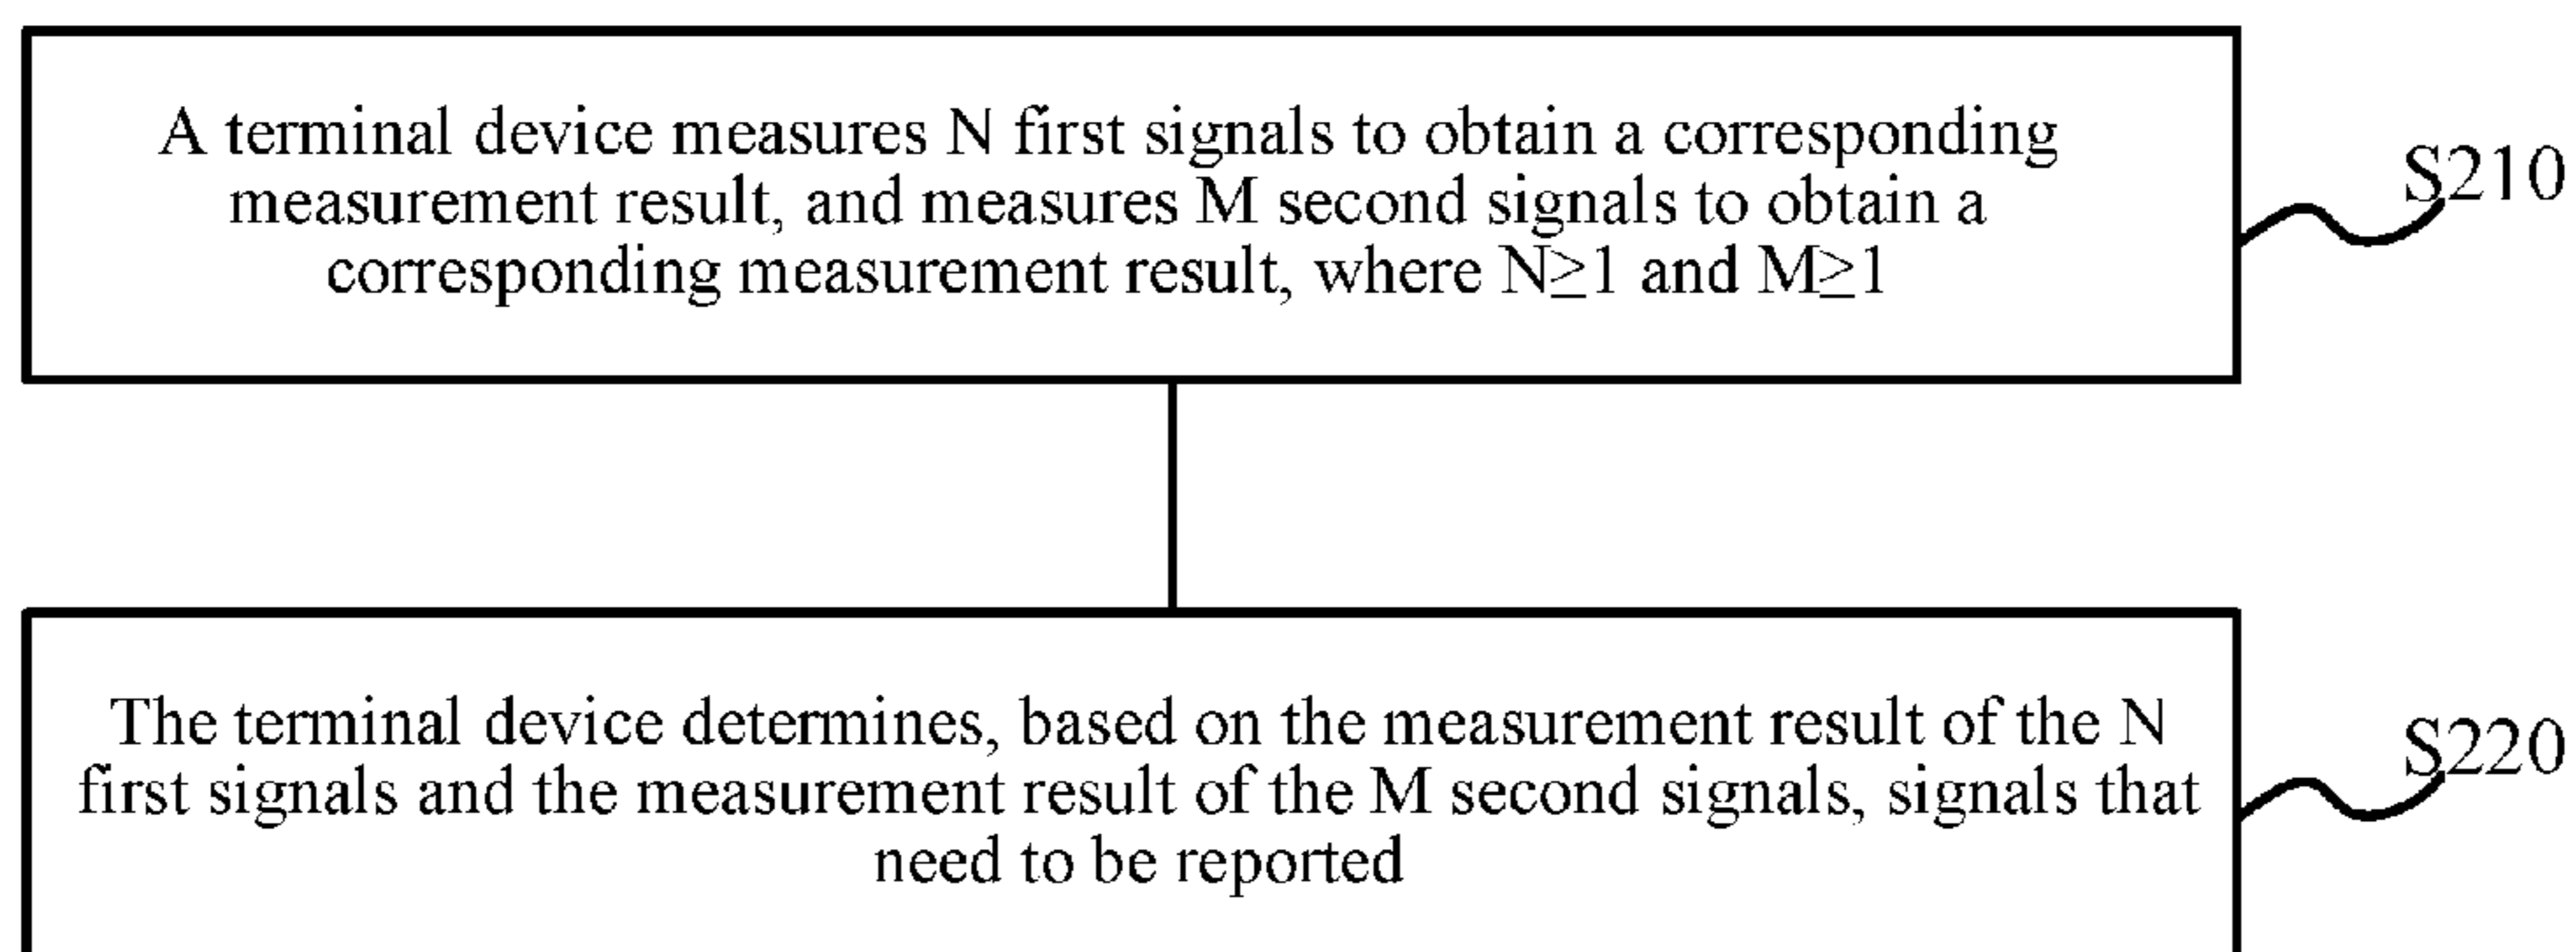 A terminal device measures N first signals to obtain a corresponding
measurement result, and measures M second signals to obtain a
corresponding measurement result, where N≥1 and M≥1
S210
The terminal device determines, based on the measurement result of the N
first signals and the measurement result of the M second signals, signals that
need to be reported
S220